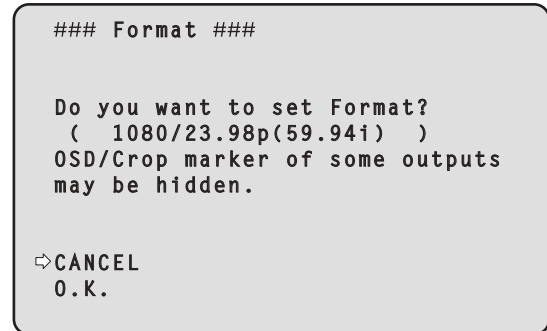 ### Format ###
Do you want to set Format?
( 1080/23.98p(59.94i) )
OSD/Crop marker of some outputs
may be hidden.
⇨CANCEL
O.K.